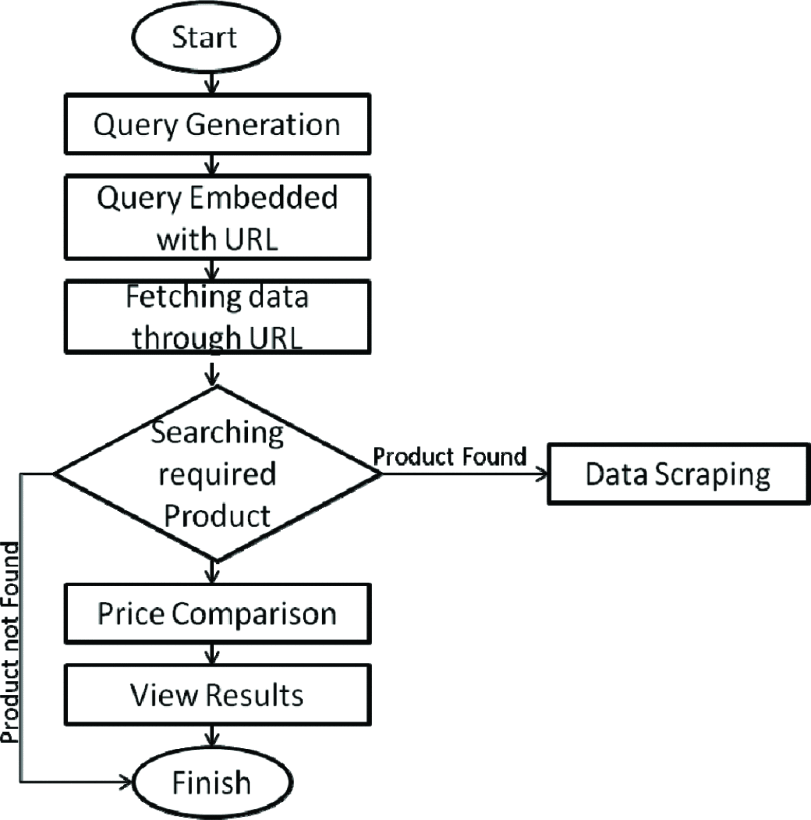 Start
Query Generation
Query Embedded
with URL
Fetching data
through URL
Searching
required
Product
Product Found
Data Scraping
Product not Found
Price Comparison
View Results
Finish